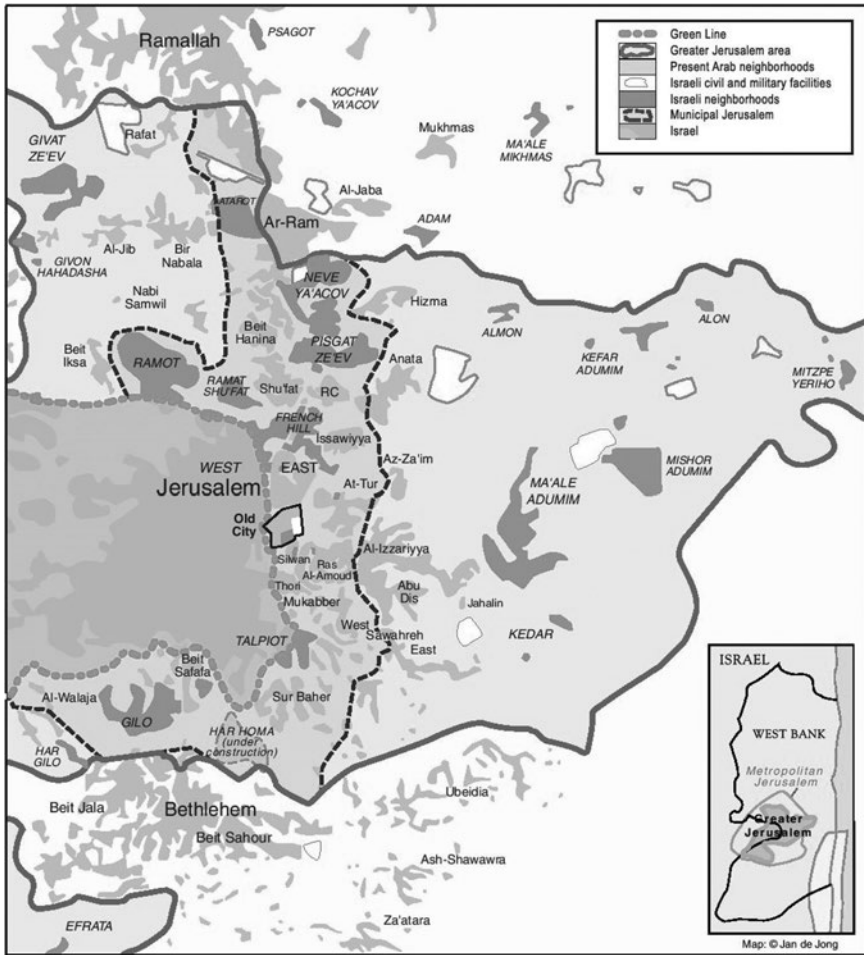 Ramallah
PSAGOT
KOCHAV
YA'ACOV
Green Line
Greater Jerusalem area
Present Arab neighborhoods
Israeli civil and military facilities
Israeli neighborhoods
Municipal Jerusalem
Israel
Rafat
GIVAT
ZE'EV
Mukhmas
MA'ALE
MIKHMAS
Al-Jaba
ATAROT
Ar-Ram
ADAM
Al-Jib
Bir
Nabala
GIVON
HAHADASHA
NEVE
YA'ACOV
Nabi
Samwil
Hizma
ALMON
ALON
Beit
Hanina
PISGAT
ZE'EV
Beit
Iksa
RAMOT
Anata
KEFAR
ADUMIM
MITZPE
YERIHO
RAMAT
SHU'FAT
Shu'fat
RC
FRENCH
HILL
Issawiyya
WEST
Jerusalem
EAST
Az-Za'im
At-Tur
MA'ALE
ADUMIM
MISHOR
ADUMIM
Old
City
Silwan
Ras
Al-Amoud
Al-Izzariyya
Thori
Mukabber
Abu
Dis
Jahalin
West
Sawahreh
East
KEDAR
TALPIOT
Beit
Safafa
Al-Walaja
GILO
Sur Baher
HAR HOMA
(under
construction)
HAR
GILO
Beit Jala
Bethlehem
Beit Sahour
Ubeidia
Ash-Shawawra
Za'atara
EFRATA
ISRAEL
WEST BANK
Metropolitan
Jerusalem
Greater
Jerusalem
Map: © Jan de Jong